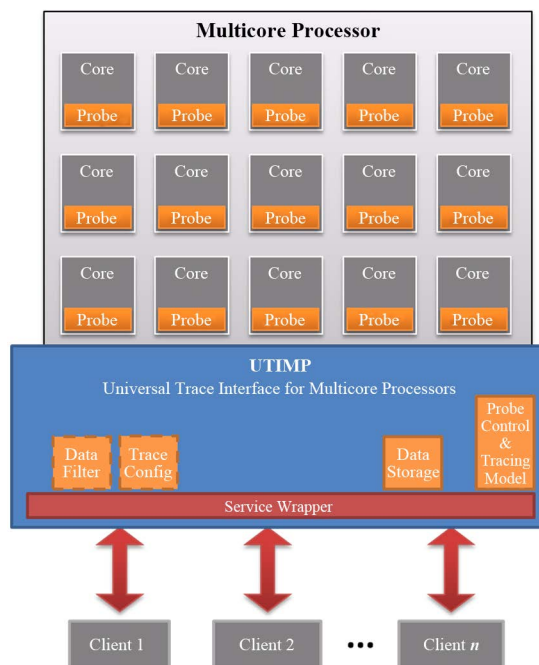 Multicore Processor
Core Core Core Core Core
Probe Probe Probe Probe Probe
Core Core Core Core Core
Probe Probe Probe Probe Probe
Core Core Core Core Core
Probe Probe Probe Probe Probe
UTIMP
Universal Trace Interface for Multicore Processors
Data
Filter
Trace
Config
Data
Storage
Probe
Control
&
Tracing
Model
Service Wrapper
Client 1 Client 2 ••• Client n